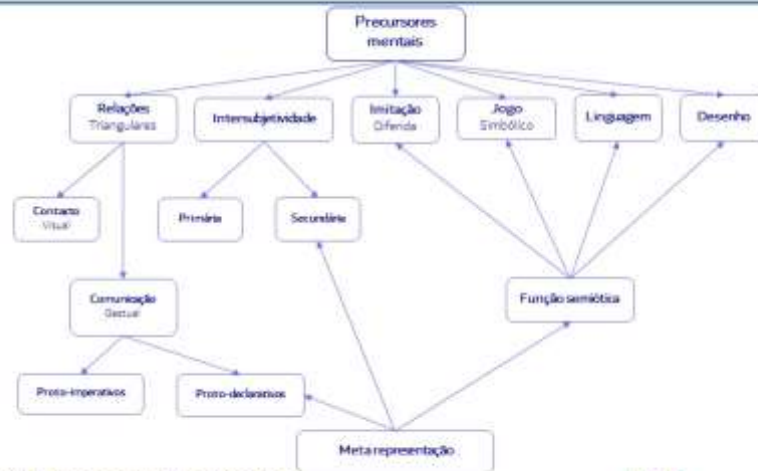 Precursores
mentais
Relações
Triangulares
Intersubjetividade
Imitação
Diferida
Jogo
Simbólico
Linguagem
Desenho
Contacto
Visual
Primária
Secundária
Comunicação
Gestual
Função semiótica
Proto-imperativos
Proto-declarativos
Meta representação